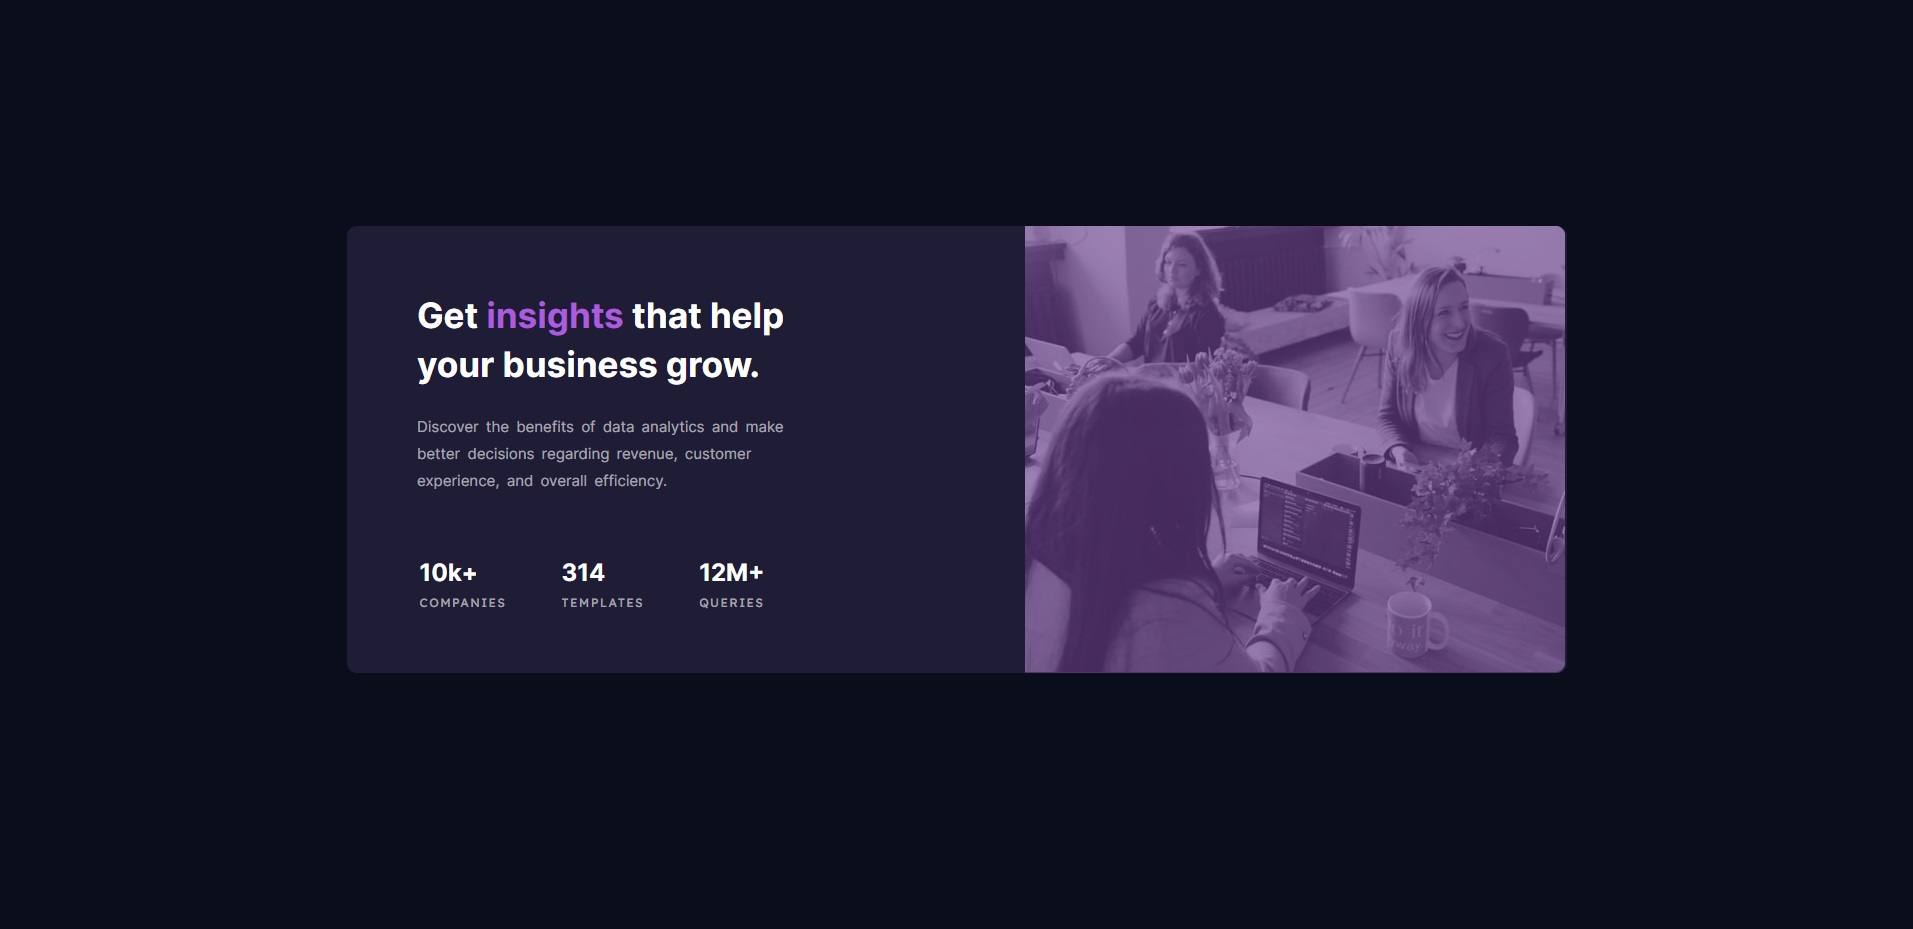 Get insights that help
your business grow.
Discover the benefits of data analytics and make
better decisions regarding revenue, customer
experience, and overall efficiency.
10k+ 314 12M+
COMPANIES TEMPLATES QUERIES